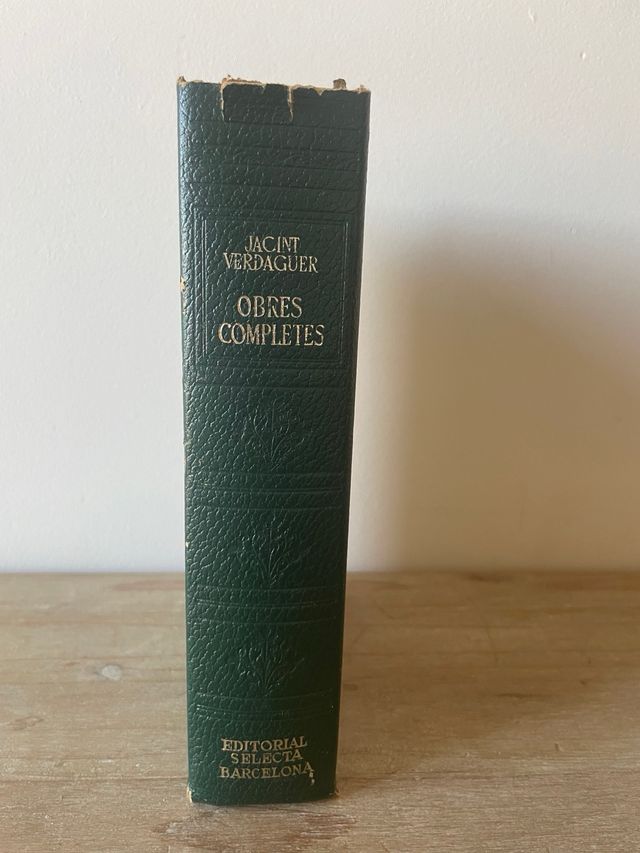 JACINT
VERDAGUER
OBRES
COMPLETES
EDITORIAL
SELECTA
BARCELONA